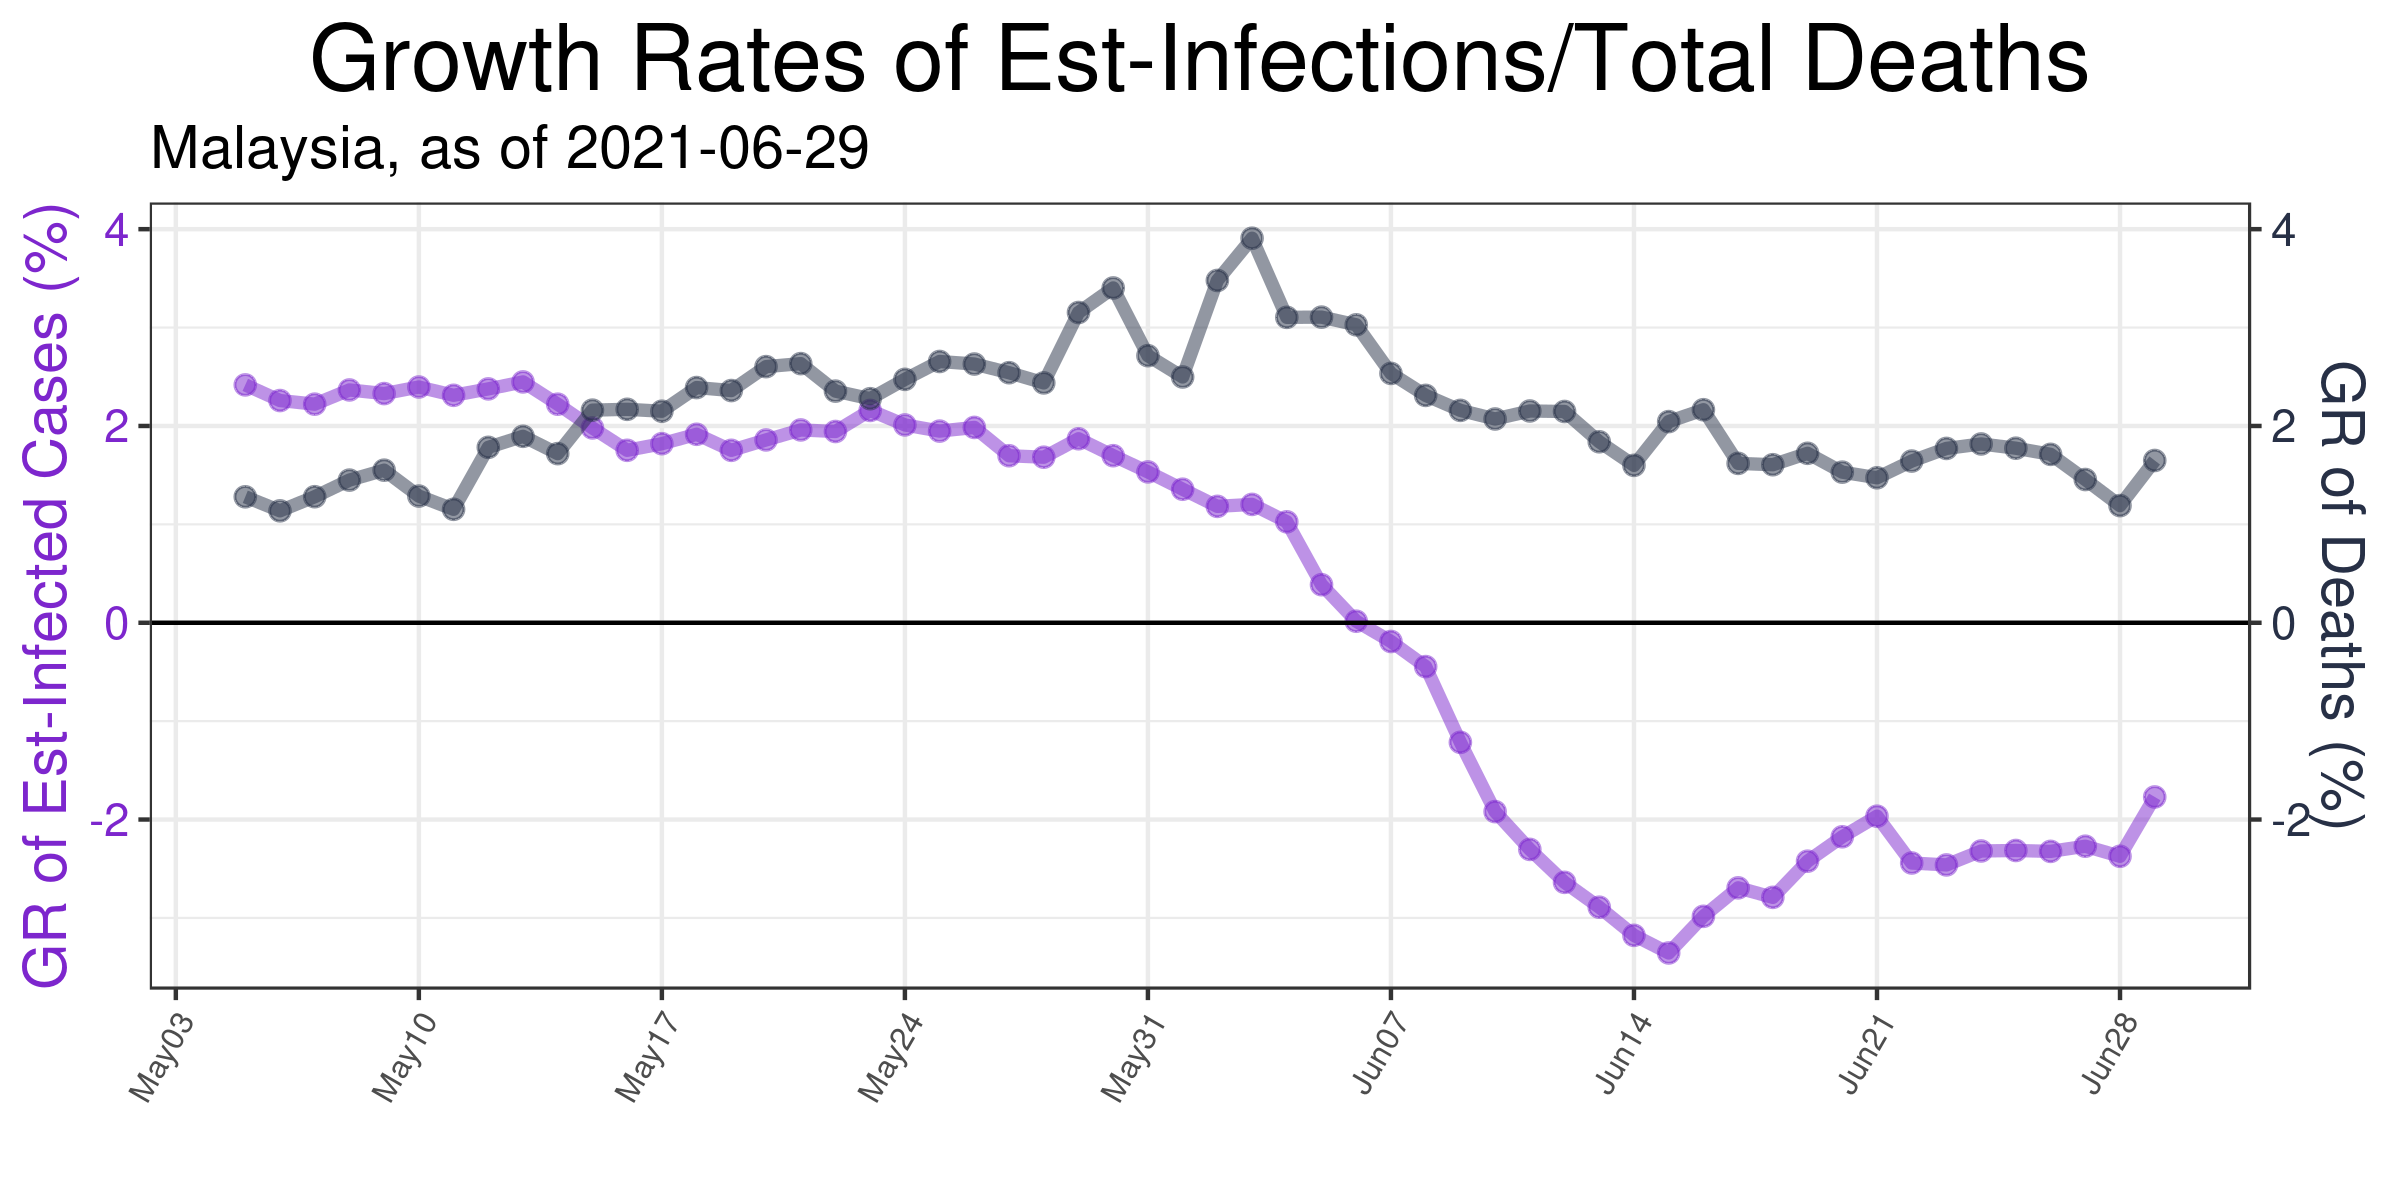 Growth Rates of Est-Infections/Total Deaths
Malaysia, as of 2021-06-29
GR of Est-Infected Cases (%)
4
2
0
-2
4
2
0
-2
GR of Deaths (%)
May03
May10
May17
May24
May31
Jun07
Jun14
Jun21
Jun28